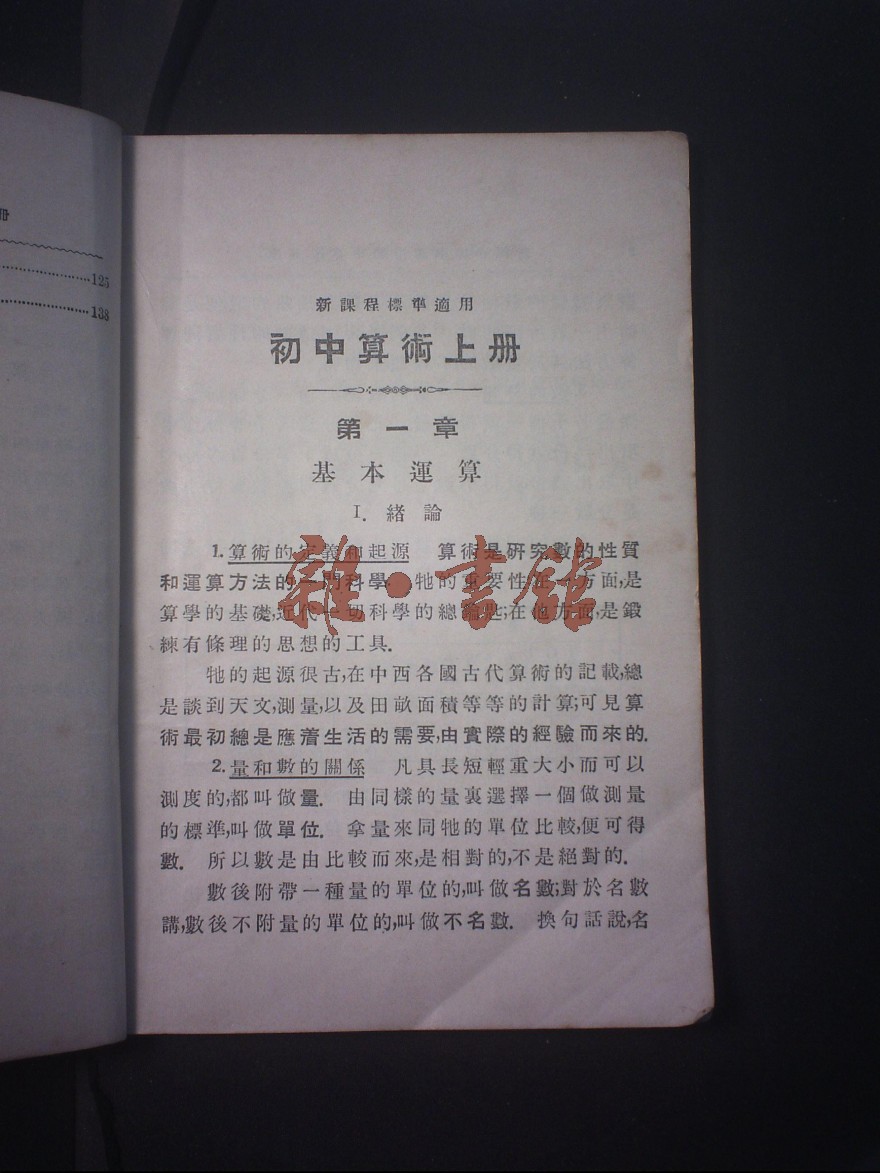 册
125
138
新課程標準適用
初中算術上册
第一章
基本運算
I. 緒論
1. 算術的定義和起源 算術是研究數的性質
和運算方法的一門科學. 牠的重要性在一方面,是
算學的基礎,近代一切科學的總鑰匙;在他方面,是鍛
練有條理的思想的工具.
牠的起源很古,在中西各國古代算術的記載,總
是談到天文,測量,以及田畝面積等等的計算;可見算
術最初總是應着生活的需要,由實際的經驗而來的.
2. 量和數的關係 凡具長短輕重大小而可以
測度的,都叫做量. 由同樣的量裏選擇一個做測量
的標準,叫做單位. 拿量來同牠的單位比較,便可得
數. 所以數是由比較而來,是相對的,不是絕對的.
數後附帶一種量的單位的,叫做名數;對於名數
講,數後不附量的單位的,叫做不名數. 換句話說,名
雜·書館